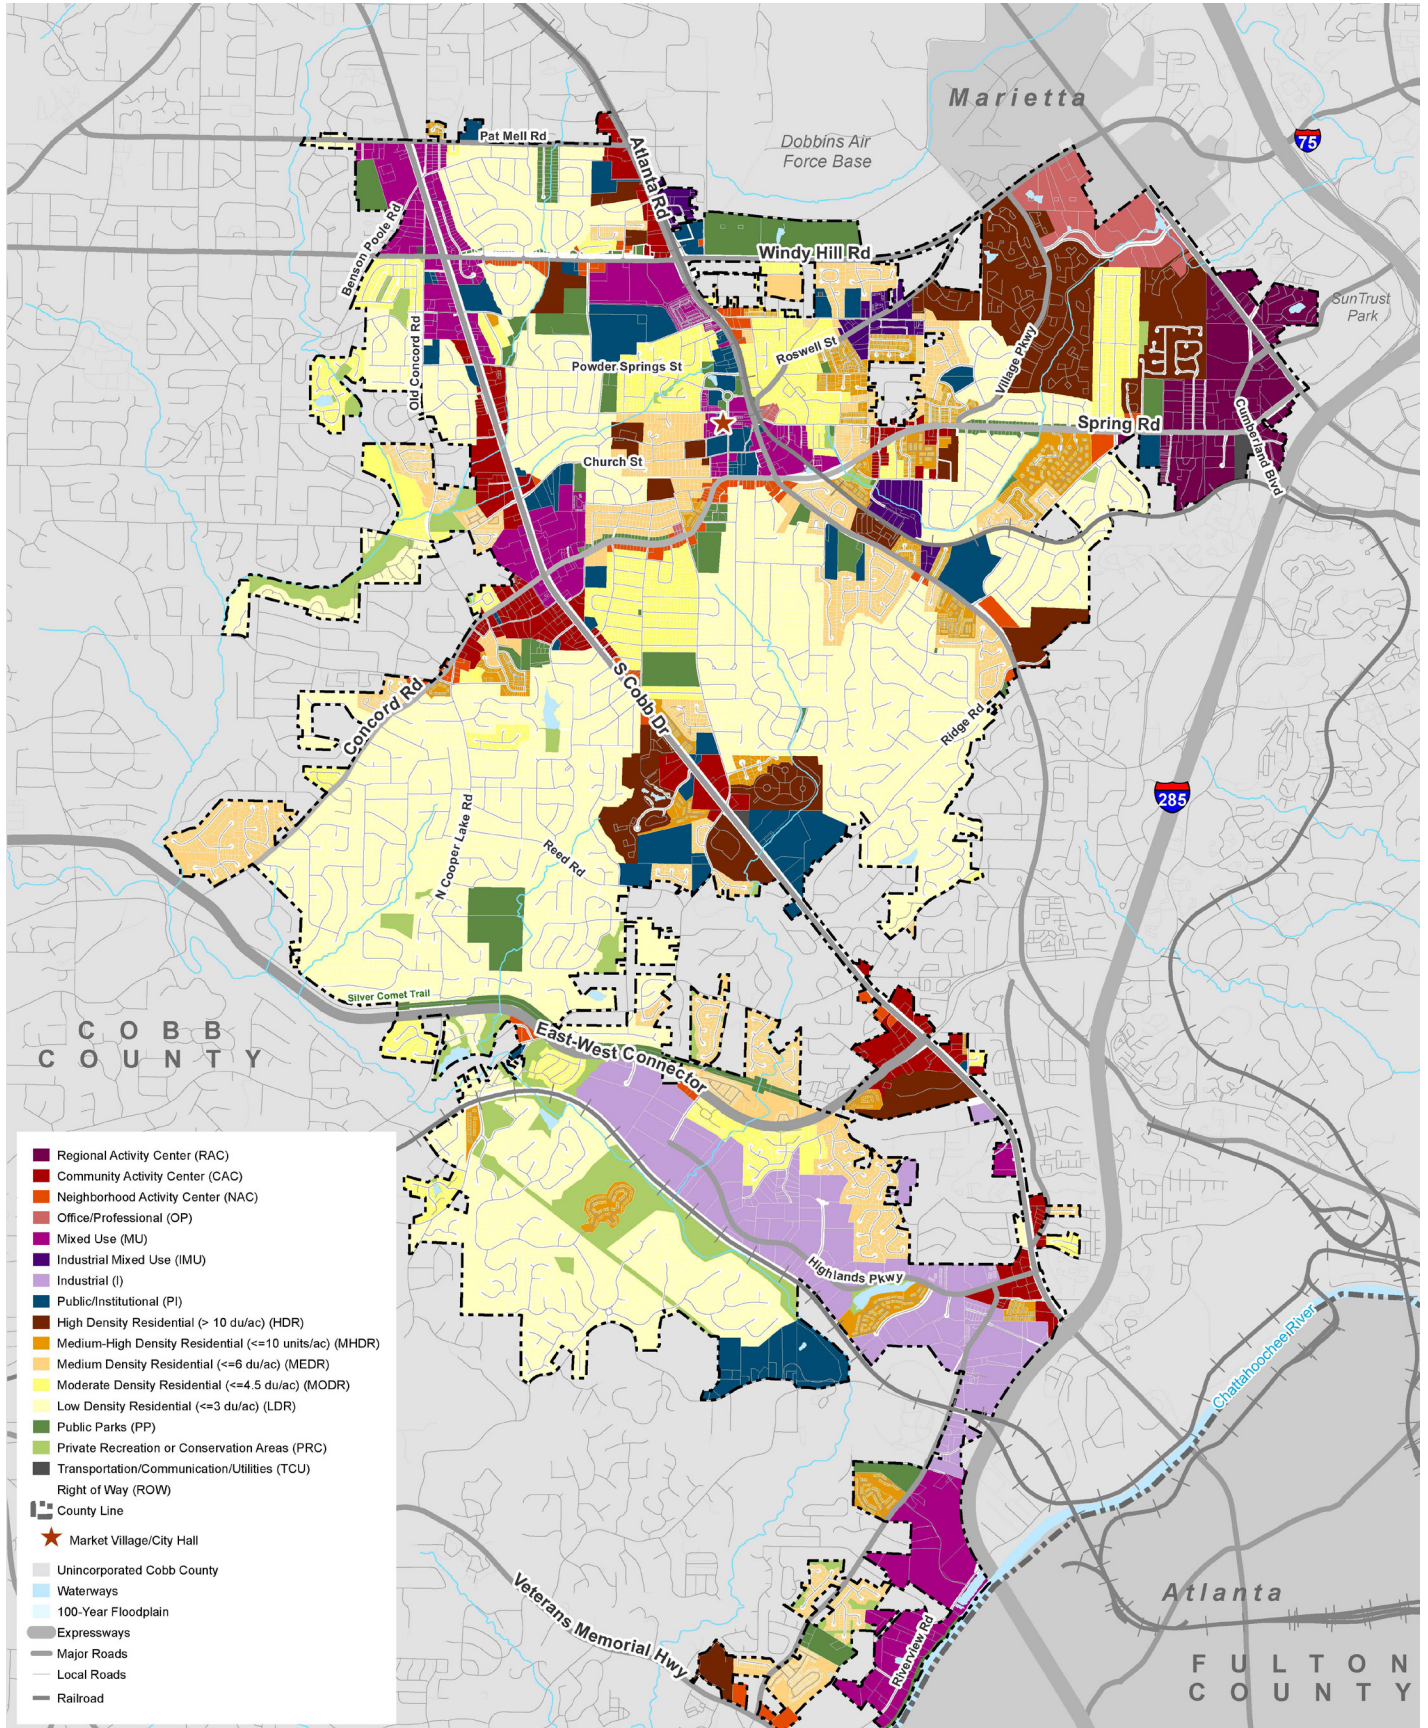 Marietta
Dobbins Air
Force Base
75
Pat Mell Rd
Atlanta Rd
Benson Poole Rd
Windy Hill Rd
SunTrust
Park
Old Concord Rd
Roswell St
Village Pkwy
Powder Springs St
Cumberland Blvd
Spring Rd
Church St
S Cobb Dr
Concord Rd
Ridge Rd
285
N Cooper Lake Rd
Reed Rd
Silver Comet Trail
COBB
COUNTY
East-West Connector
Highlands Pkwy
Chattahoochee River
Regional Activity Center (RAC)
Community Activity Center (CAC)
Neighborhood Activity Center (NAC)
Office/Professional (OP)
Mixed Use (MU)
Industrial Mixed Use (IMU)
Industrial (I)
Public/Institutional (PI)
High Density Residential (> 10 du/ac) (HDR)
Medium-High Density Residential (<=10 units/ac) (MHDR)
Medium Density Residential (<=6 du/ac) (MEDR)
Moderate Density Residential (<=4.5 du/ac) (MODR)
Low Density Residential (<=3 du/ac) (LDR)
Public Parks (PP)
Private Recreation or Conservation Areas (PRC)
Transportation/Communication/Utilities (TCU)
Right of Way (ROW)
County Line
Market Village/City Hall
Unincorporated Cobb County
Waterways
100-Year Floodplain
Expressways
Major Roads
Local Roads
Railroad
Veterans Memorial Hwy
Riverview Rd
Atlanta
FULTON
COUNTY